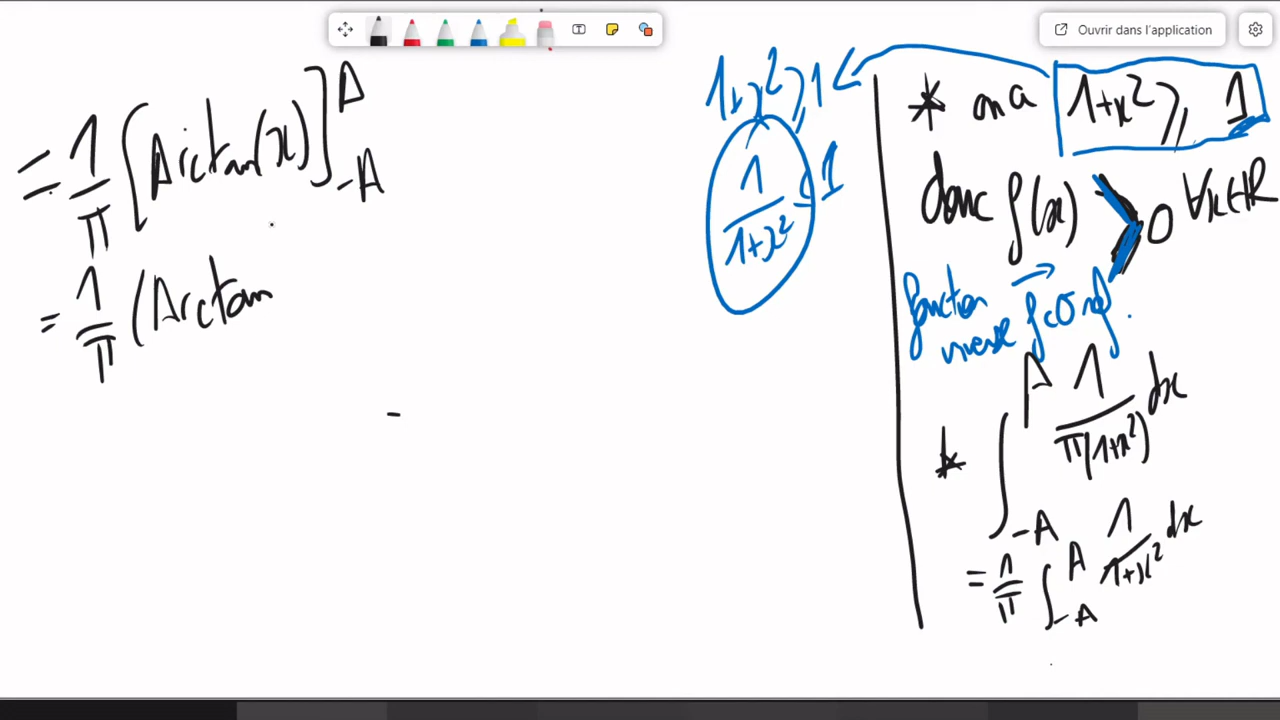 Ouvrir dans l'application
= 1/π [Arctan(x)]_{-A}^{A}
= 1/π (Arctan
-
1+x² ⩾ 1
1/(1+x²) ≤ 1
* on a 1+x² ⩾ 1
donc f(x) > 0 ∀x∈ℝ
fonction
inverse
* ∫_{-A}^{A} 1/(π(1+x²)) dx
= 1/π ∫_{-A}^{A} 1/(1+x²) dx